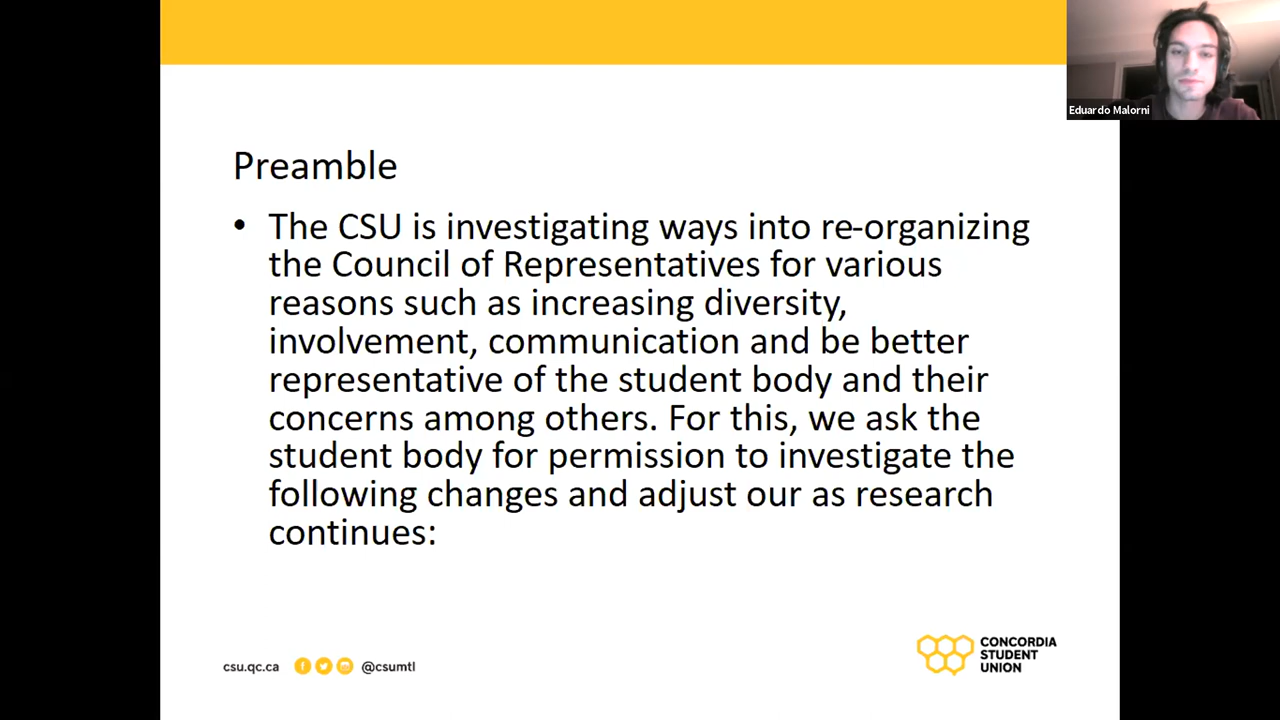 Eduardo Malorni
Preamble
• The CSU is investigating ways into re-organizing
the Council of Representatives for various
reasons such as increasing diversity,
involvement, communication and be better
representative of the student body and their
concerns among others. For this, we ask the
student body for permission to investigate the
following changes and adjust our as research
continues:
csu.qc.ca @csumtl
CONCORDIA
STUDENT
UNION